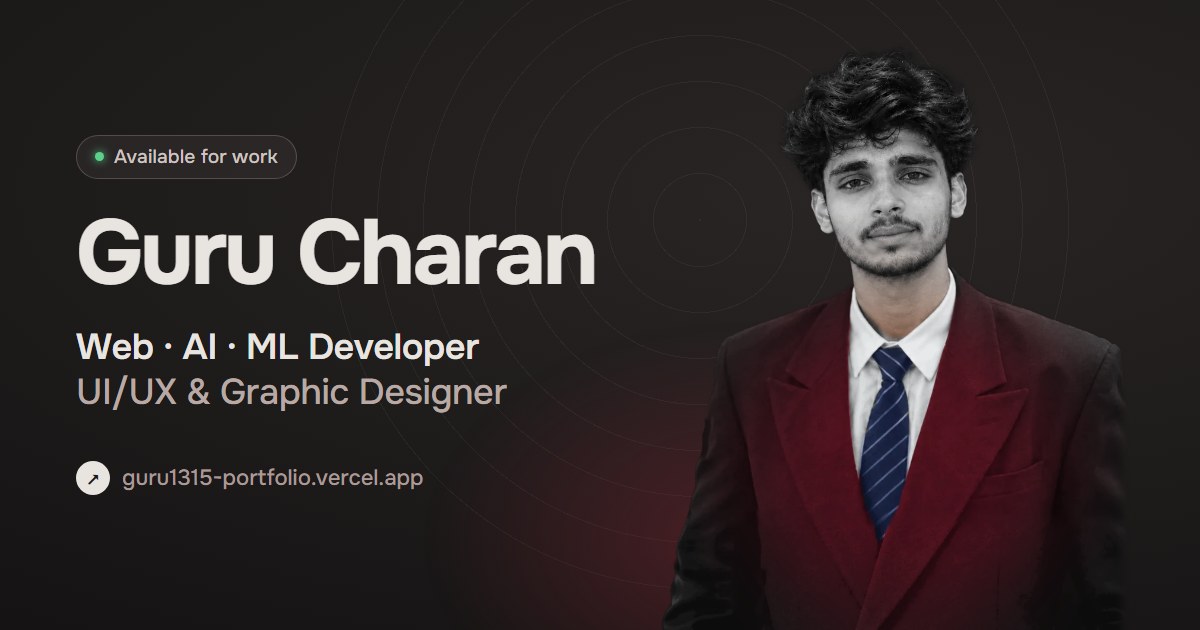 Available for work
Guru Charan
Web · AI · ML Developer
UI/UX & Graphic Designer
↗ guru1315-portfolio.vercel.app